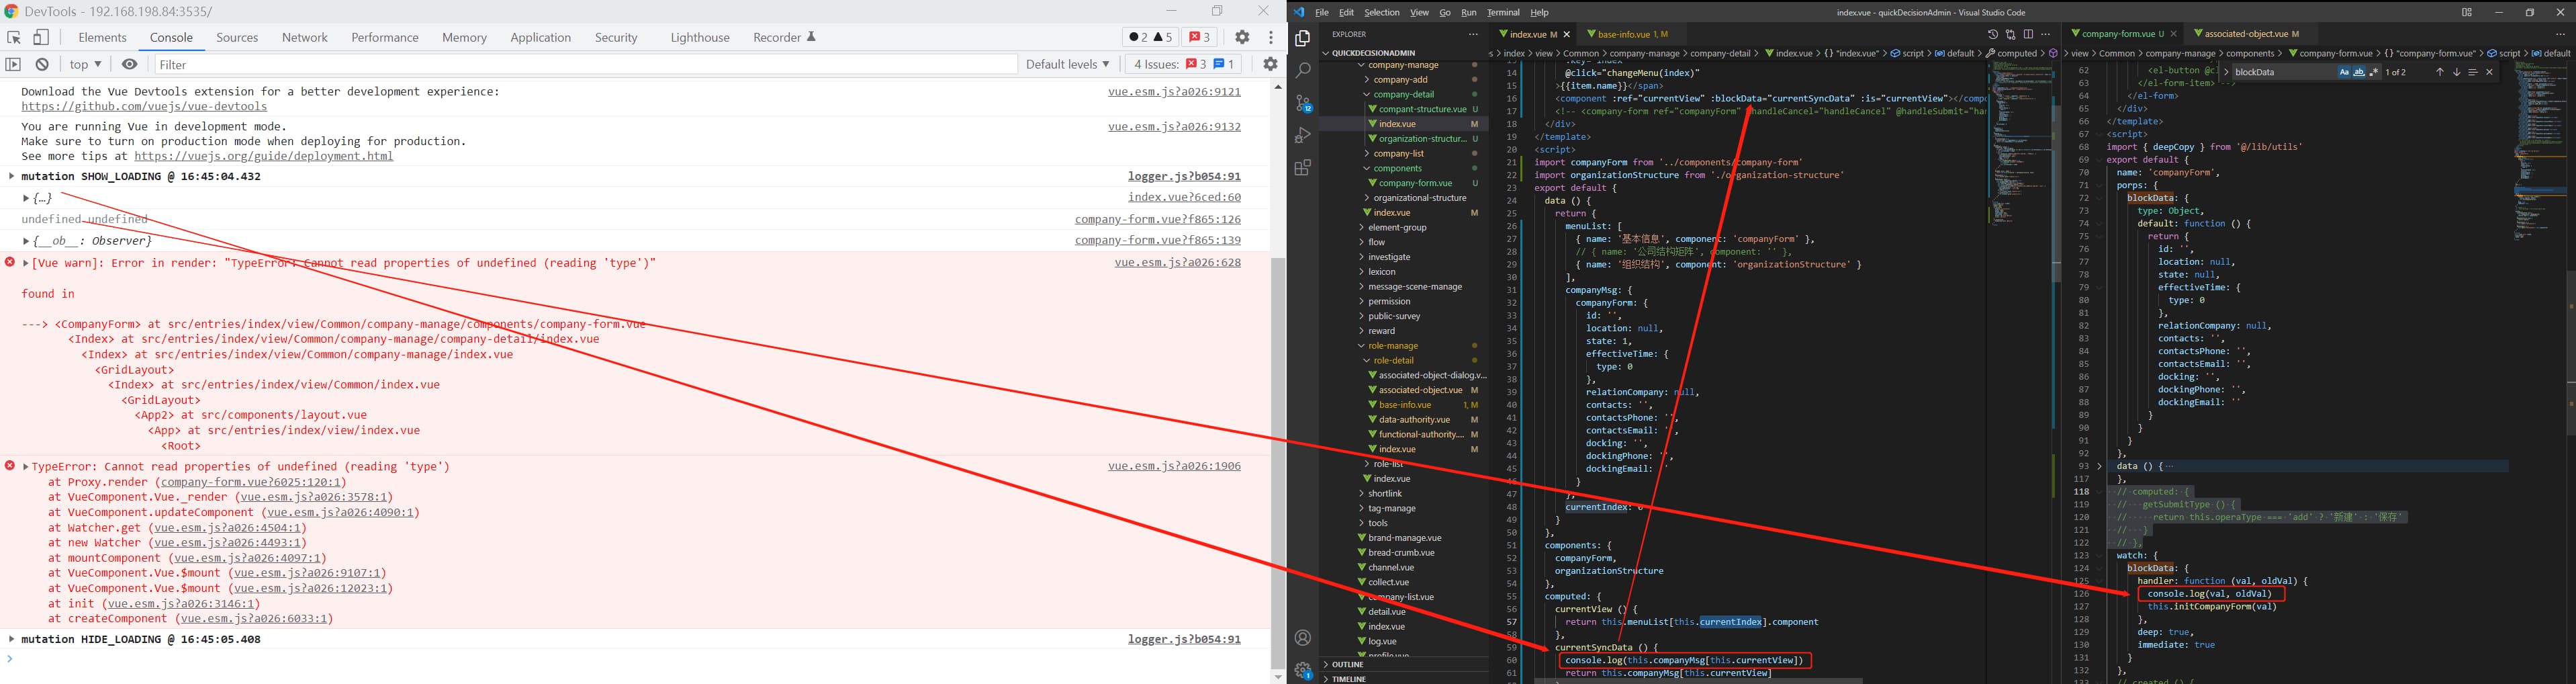 DevTools - 192.168.198.84:3535/
Elements Console Sources Network Performance Memory Application Security Lighthouse Recorder 2 5 3
top Filter Default levels ▼ 4 Issues: 3 1
Download the Vue Devtools extension for a better development experience: vue.esm.js?a026:9121
https://github.com/vuejs/vue-devtools
You are running Vue in development mode. vue.esm.js?a026:9132
Make sure to turn on production mode when deploying for production.
See more tips at https://vuejs.org/guide/deployment.html
mutation SHOW_LOADING @ 16:45:04.432 logger.js?b054:91
{…} index.vue?6ced:60
undefined undefined company-form.vue?f865:126
{__ob__: Observer} company-form.vue?f865:139
[Vue warn]: Error in render: "TypeError: Cannot read properties of undefined (reading 'type')" vue.esm.js?a026:628
found in
---> <CompanyForm> at src/entries/index/view/Common/company-manage/components/company-form.vue
<Index> at src/entries/index/view/Common/company-manage/company-detail/index.vue
<Index> at src/entries/index/view/Common/company-manage/index.vue
<GridLayout>
<Index> at src/entries/index/view/Common/index.vue
<GridLayout>
<App2> at src/components/layout.vue
<App> at src/entries/index/view/index.vue
<Root>
TypeError: Cannot read properties of undefined (reading 'type') vue.esm.js?a026:1906
at Proxy.render (company-form.vue?6025:120:1)
at VueComponent.Vue._render (vue.esm.js?a026:3578:1)
at VueComponent.updateComponent (vue.esm.js?a026:4090:1)
at Watcher.get (vue.esm.js?a026:4504:1)
at new Watcher (vue.esm.js?a026:4493:1)
at mountComponent (vue.esm.js?a026:4097:1)
at VueComponent.Vue.$mount (vue.esm.js?a026:9107:1)
at VueComponent.Vue.$mount (vue.esm.js?a026:12023:1)
at init (vue.esm.js?a026:3146:1)
at createComponent (vue.esm.js?a026:6033:1)
mutation HIDE_LOADING @ 16:45:05.408 logger.js?b054:91
File Edit Selection View Go Run Terminal Help index.vue - quickDecisionAdmin - Visual Studio Code
EXPLORER
QUICKDECISIONADMIN
company-manage
company-add
company-detail
compant-structure.vue U
index.vue M
organization-structur... U
company-list
components
company-form.vue U
organizational-structure
index.vue M
element-group
flow
investigate
lexicon
message-scene-manage
permission
public-survey
reward
role-manage
role-detail
associated-object-dialog.v...
associated-object.vue M
base-info.vue 1, M
data-authority.vue M
functional-authority.... M
index.vue M
role-list
index.vue
shortlink
tag-manage
tools
brand-manage.vue
bread-crumb.vue
channel.vue
collect.vue
company-list.vue
detail.vue
index.vue
log.vue
profile.vue
OUTLINE
TIMELINE
index.vue M base-info.vue 1, M
index > view > Common > company-manage > company-detail > index.vue > {} "index.vue" > script > default > computed
14 @click="changeMenu(index)"
15 >{{item.name}}</span>
16 <component :ref="currentView" :blockData="currentSyncData" :is="currentView"></compo
17 <!-- <company-form ref="companyForm" @handleCancel="handleCancel" @handleSubmit="han
18 </div>
19 </template>
20 <script>
21 import companyForm from '../components/company-form'
22 import organizationStructure from './organization-structure'
23 export default {
24 data () {
25 return {
26 menuList: [
27 { name: '基本信息', component: 'companyForm' },
28 // { name: '公司结构矩阵', component: '' },
29 { name: '组织结构', component: 'organizationStructure' }
30 ],
31 companyMsg: {
32 companyForm: {
33 id: '',
34 location: null,
35 state: 1,
36 effectiveTime: {
37 type: 0
38 },
39 relationCompany: null,
40 contacts: '',
41 contactsPhone: '',
42 contactsEmail: '',
43 docking: '',
44 dockingPhone: '',
45 dockingEmail: ''
46 }
47 },
48 currentIndex: 0
49 }
50 },
51 components: {
52 companyForm,
53 organizationStructure
54 },
55 computed: {
56 currentView () {
57 return this.menuList[this.currentIndex].component
58 },
59 currentSyncData () {
60 console.log(this.companyMsg[this.currentView])
61 return this.companyMsg[this.currentView]
company-form.vue U associated-object.vue M
view > Common > company-manage > components > company-form.vue > {} "company-form.vue" > script > default
blockData 1 of 2
62 <el-button @cl
63 </el-form-item> -->
64 </el-form>
65 </div>
66 </template>
67 <script>
68 import { deepCopy } from '@/lib/utils'
69 export default {
70 name: 'companyForm',
71 porps: {
72 blockData: {
73 type: Object,
74 default: function () {
75 return {
76 id: '',
77 location: null,
78 state: null,
79 effectiveTime: {
80 type: 0
81 },
82 relationCompany: null,
83 contacts: '',
84 contactsPhone: '',
85 contactsEmail: '',
86 docking: '',
87 dockingPhone: '',
88 dockingEmail: ''
89 }
90 }
91 }
92 },
93 data () {···
117 },
118 // computed: {
119 // getSubmitType () {
120 // return this.operaType === 'add' ? '新建' : '保存'
121 // }
122 // },
123 watch: {
124 blockData: {
125 handler: function (val, oldVal) {
126 console.log(val, oldVal)
127 this.initCompanyForm(val)
128 },
129 deep: true,
130 immediate: true
131 }
132 },
133 // created () {